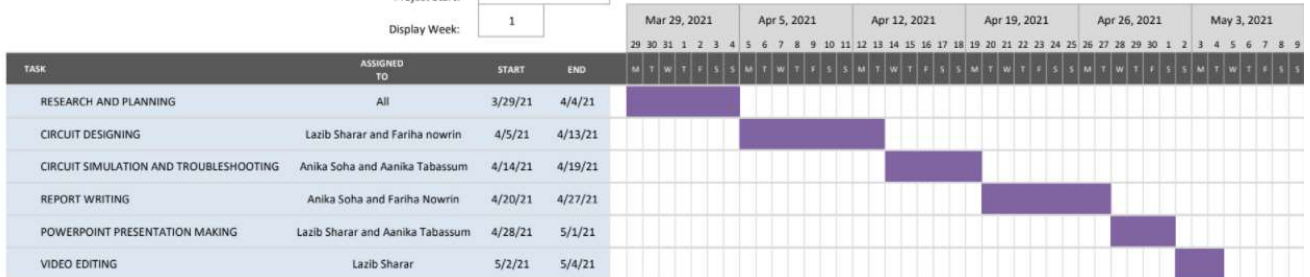 Display Week: 1
Mar 29, 2021 Apr 5, 2021 Apr 12, 2021 Apr 19, 2021 Apr 26, 2021 May 3, 2021
29 30 31 1 2 3 4 5 6 7 8 9 10 11 12 13 14 15 16 17 18 19 20 21 22 23 24 25 26 27 28 29 30 1 2 3 4 5 6 7 8 9
TASK ASSIGNED TO START END M T W T F S S M T W T F S S M T W T F S S M T W T F S S M T W T F S S M T W T F S S
RESEARCH AND PLANNING All 3/29/21 4/4/21
CIRCUIT DESIGNING Lazib Sharar and Fariha nowrin 4/5/21 4/13/21
CIRCUIT SIMULATION AND TROUBLESHOOTING Anika Soha and Aanika Tabassum 4/14/21 4/19/21
REPORT WRITING Anika Soha and Fariha Nowrin 4/20/21 4/27/21
POWERPOINT PRESENTATION MAKING Lazib Sharar and Aanika Tabassum 4/28/21 5/1/21
VIDEO EDITING Lazib Sharar 5/2/21 5/4/21